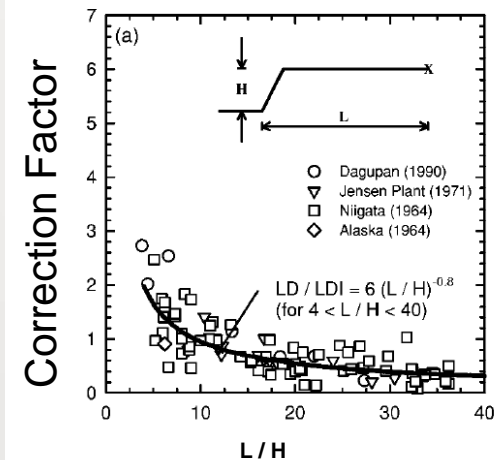 Correction Factor
7
6
5
4
3
2
1
0
(a)
H
X
L
Dagupan (1990)
Jensen Plant (1971)
Niigata (1964)
Alaska (1964)
LD / LDI = 6 (L / H)^-0.8
(for 4 < L / H < 40)
0 10 20 30 40
L / H